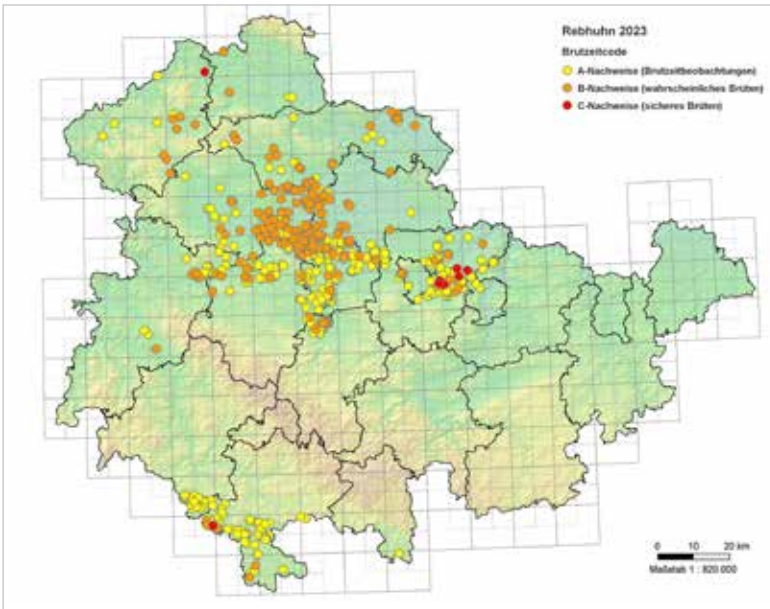 Rebhuhn 2023
Brutzeitcode
A-Nachweise (Brutzeitbeobachtungen)
B-Nachweise (wahrscheinliches Brüten)
C-Nachweise (sicheres Brüten)
0 10 20 km
Maßstab 1 : 820.000